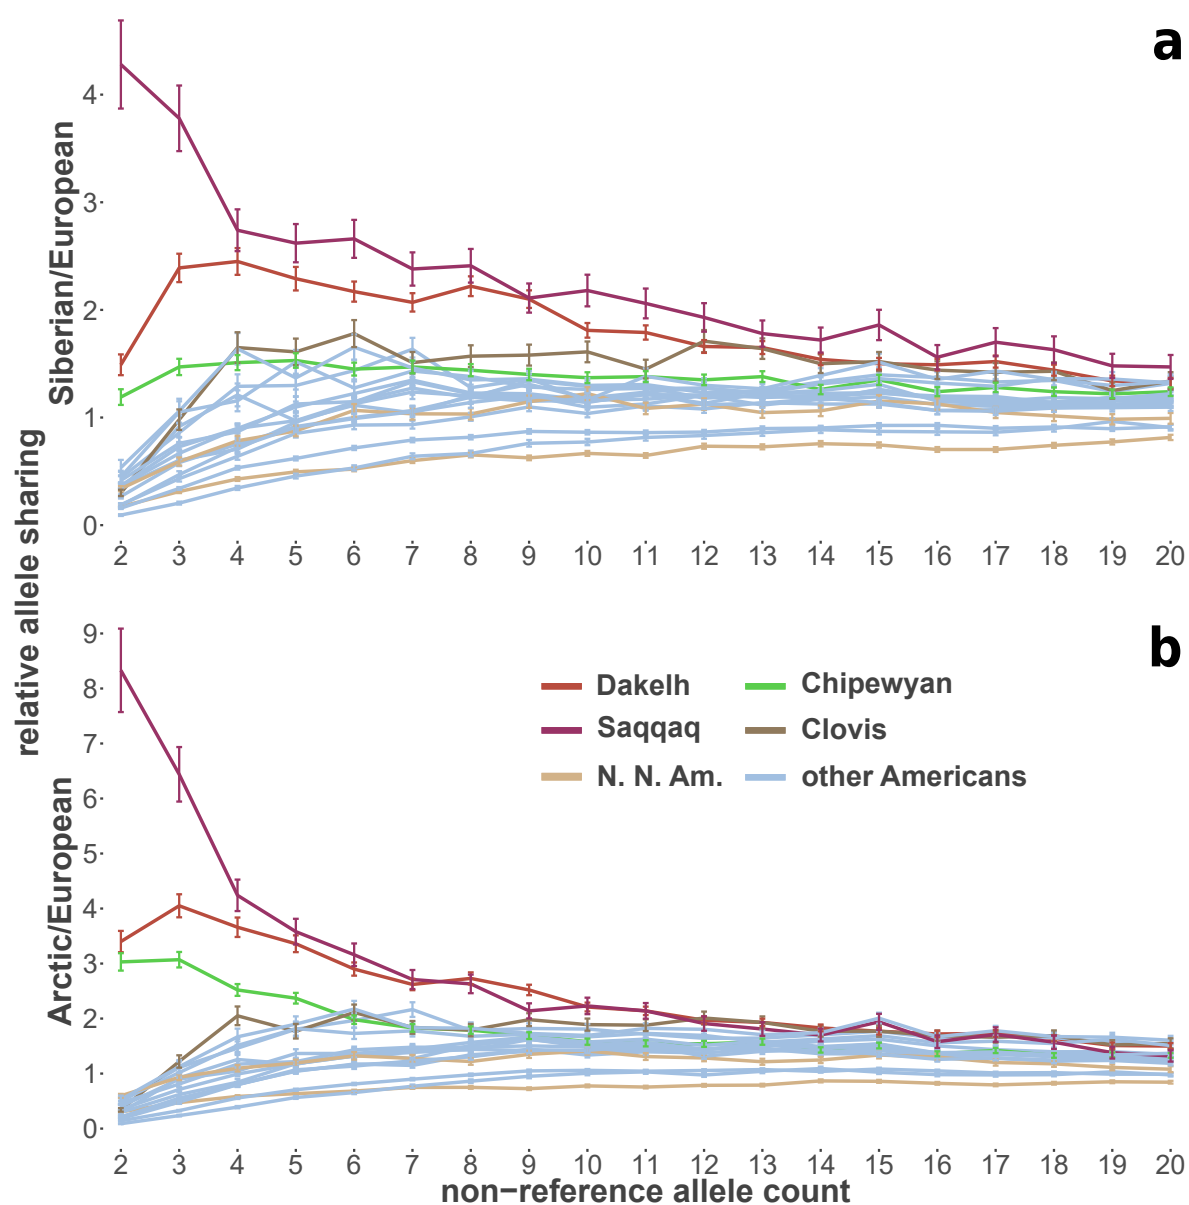 a
relative allele sharing
Siberian/European
4
3
2
1
0
2 3 4 5 6 7 8 9 10 11 12 13 14 15 16 17 18 19 20
b
Arctic/European
9
8
7
6
5
4
3
2
1
0
Dakelh Chipewyan
Saqqaq Clovis
N. N. Am. other Americans
2 3 4 5 6 7 8 9 10 11 12 13 14 15 16 17 18 19 20
non−reference allele count